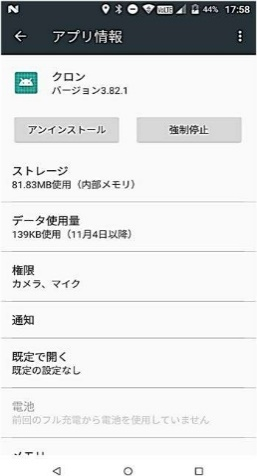 44% 17:58
アプリ情報
クロン
バージョン3.82.1
アンインストール 強制停止
ストレージ
81.83MB使用（内部メモリ）
データ使用量
139KB使用（11月4日以降）
権限
カメラ、マイク
通知
既定で開く
既定の設定なし
電池
前回のフル充電から電池を使用していません